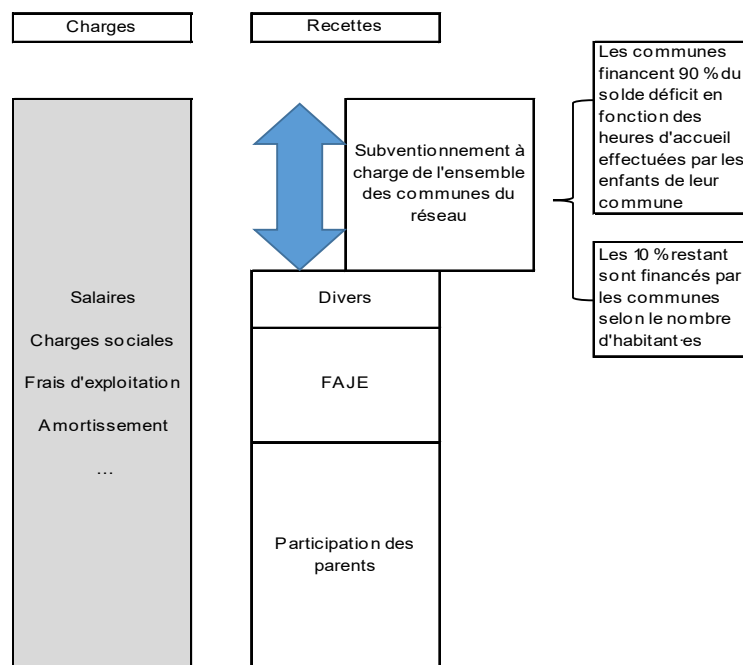 Charges
Recettes
Les communes
financent 90 % du
solde déficit en
fonction des
heures d'accueil
effectuées par les
enfants de leur
commune
Subventionnement à
charge de l'ensemble
des communes du
réseau
Les 10 % restant
sont financés par
les communes
selon le nombre
d'habitant·es
Salaires
Charges sociales
Frais d'exploitation
Amortissement
...
Divers
FAJE
Participation des
parents